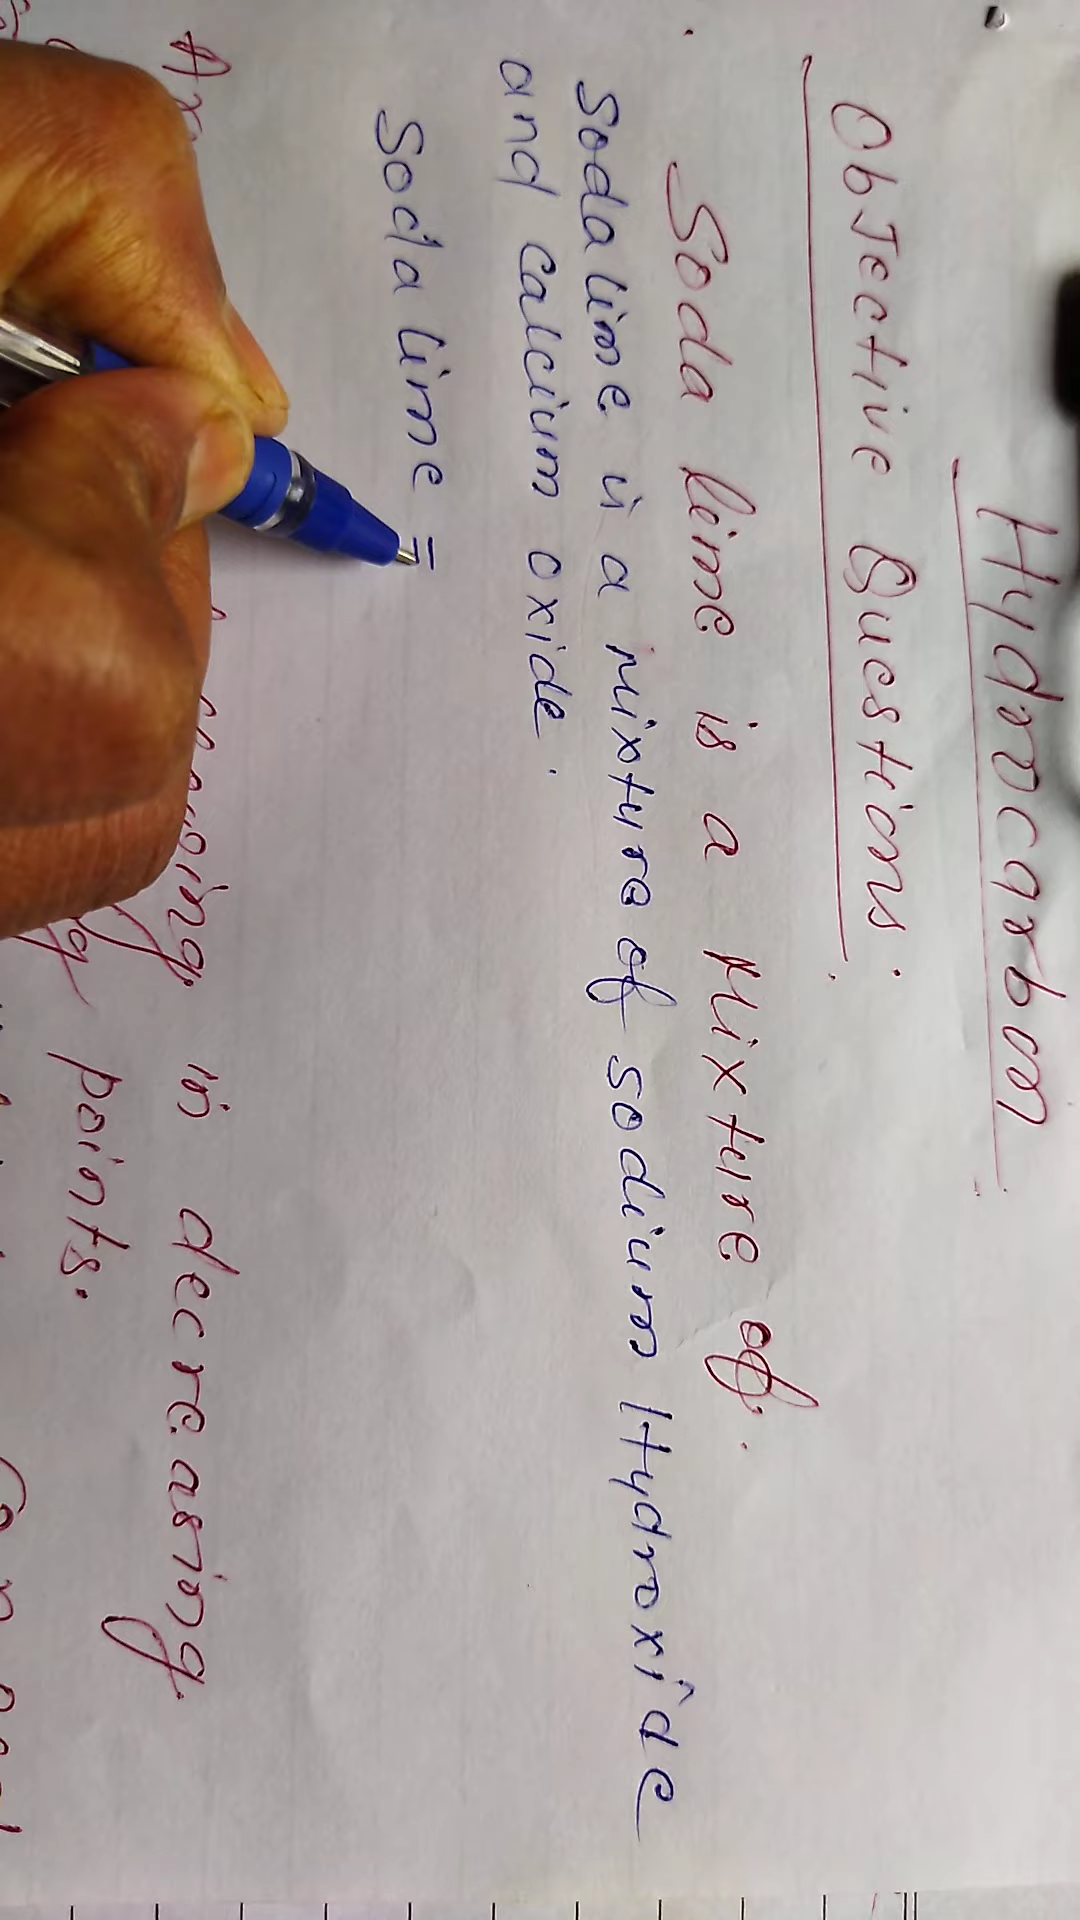 Hydrocarbon
Objective Questions:
Soda lime is a Mixture of.
Soda lime is a Mixture of sodium Hydroxide
and calcium oxide.
Soda lime =
in decreasing
points.